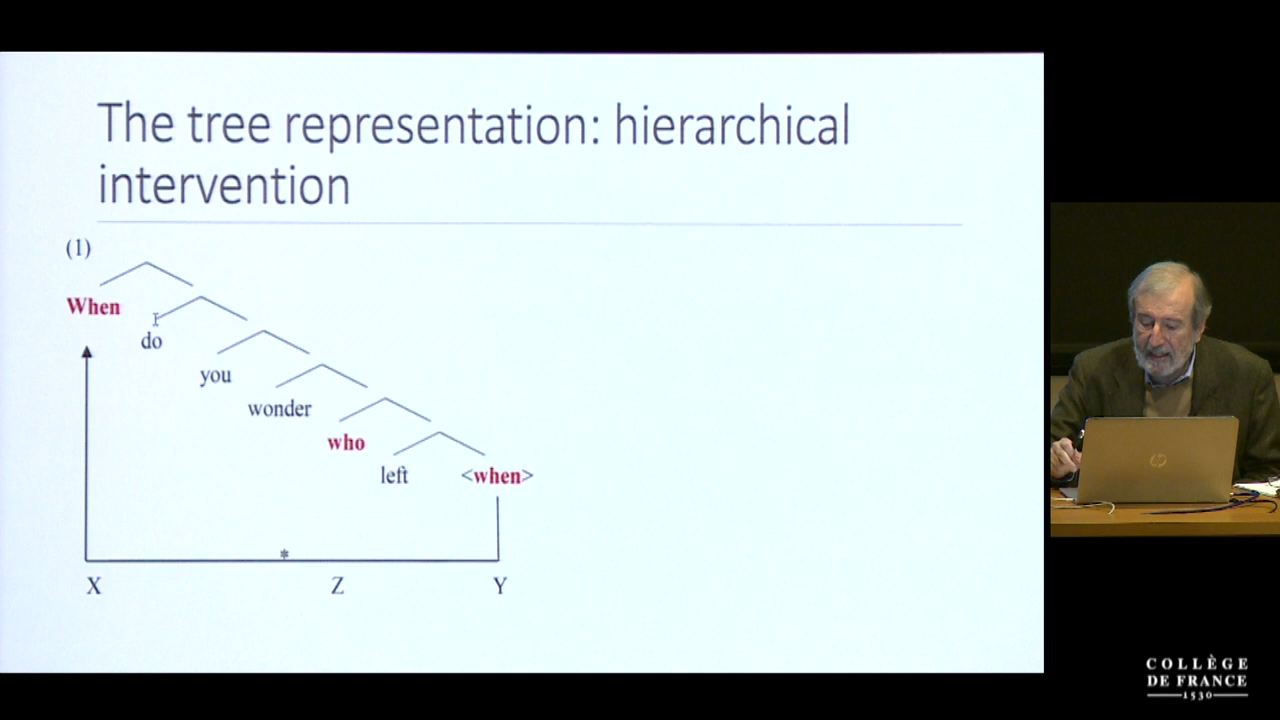 The tree representation: hierarchical
intervention
(1)
When
do
you
wonder
who
left <when>
*
X Z Y
COLLÈGE
DE FRANCE
1530